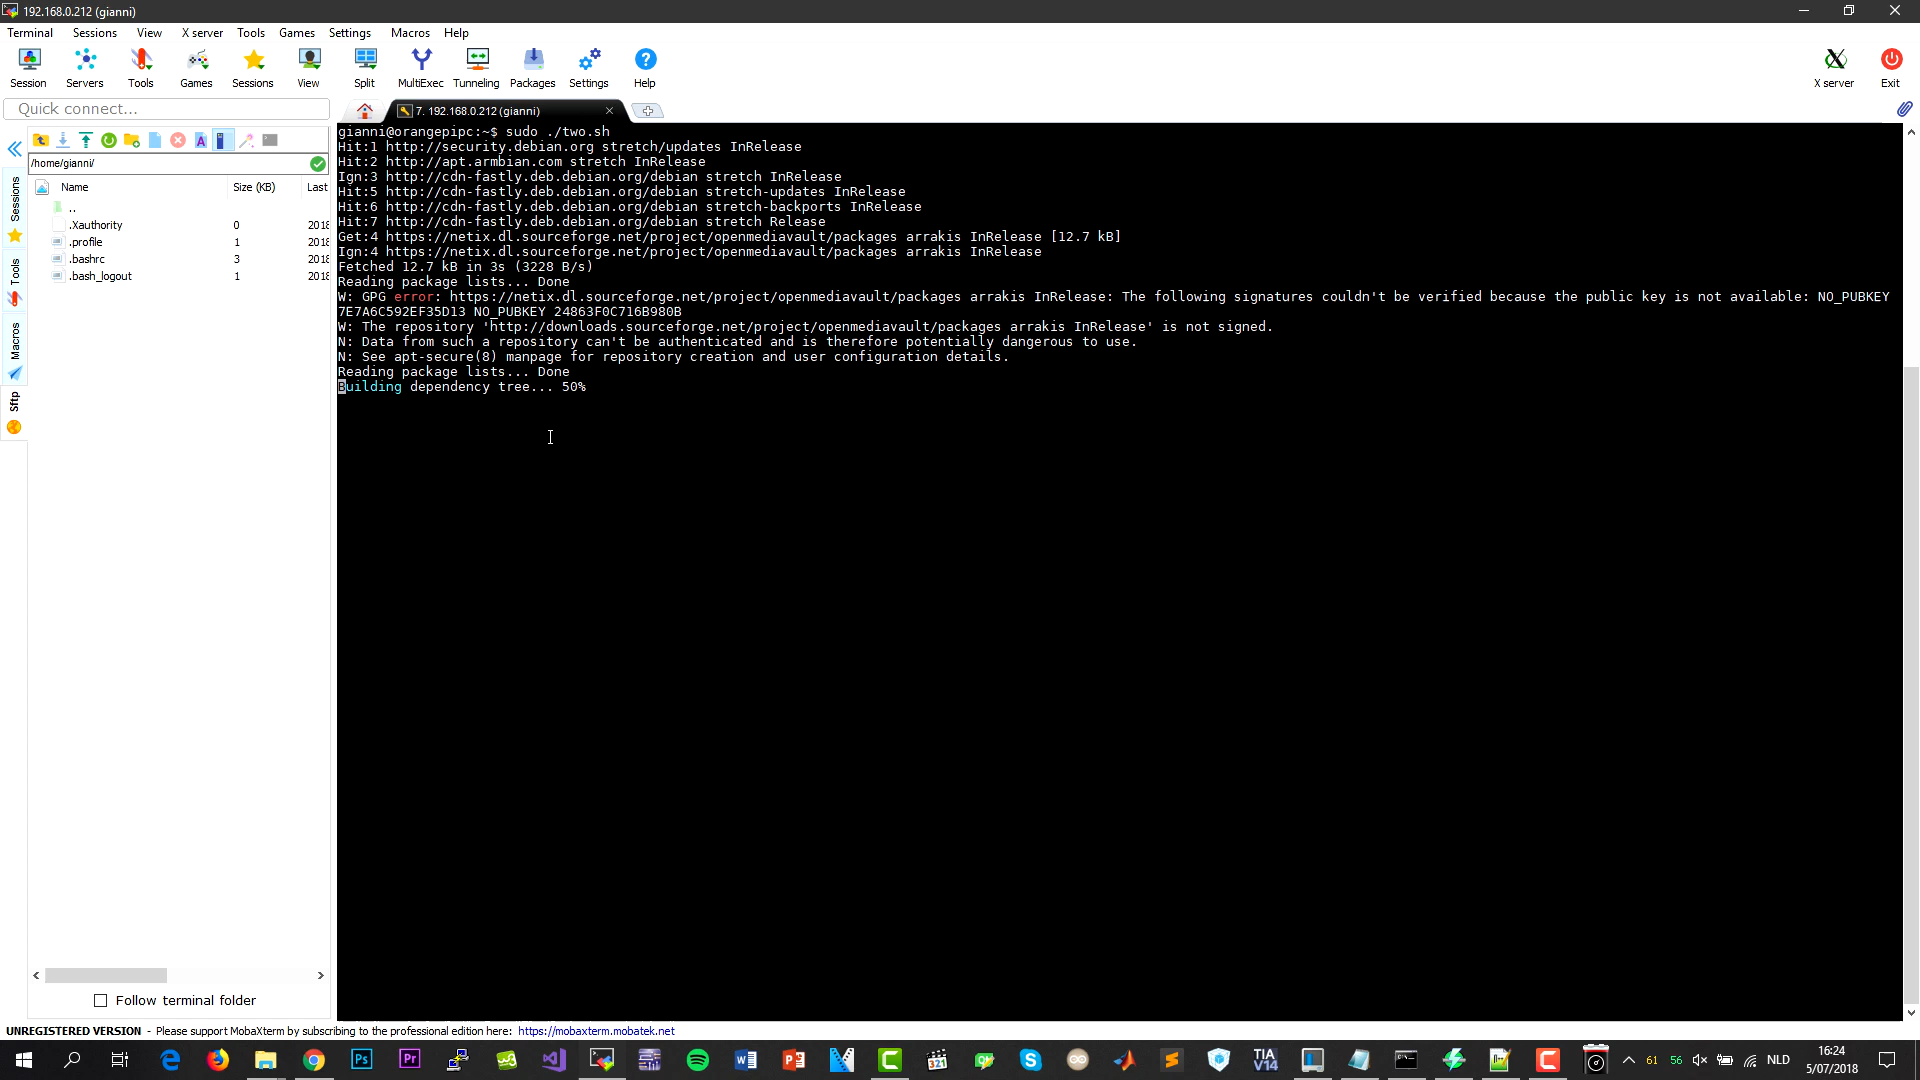 192.168.0.212 (gianni)
Terminal Sessions View X server Tools Games Settings Macros Help
Session Servers Tools Games Sessions View Split MultiExec Tunneling Packages Settings Help X server Exit
Quick connect...
7. 192.168.0.212 (gianni)
/home/gianni/
Name Size (KB) Last
..
.Xauthority 0 2018
.profile 1 2018
.bashrc 3 2018
.bash_logout 1 2018
Sessions
Tools
Macros
Sftp
gianni@orangepipc:~$ sudo ./two.sh
Hit:1 http://security.debian.org stretch/updates InRelease
Hit:2 http://apt.armbian.com stretch InRelease
Ign:3 http://cdn-fastly.deb.debian.org/debian stretch InRelease
Hit:5 http://cdn-fastly.deb.debian.org/debian stretch-updates InRelease
Hit:6 http://cdn-fastly.deb.debian.org/debian stretch-backports InRelease
Hit:7 http://cdn-fastly.deb.debian.org/debian stretch Release
Get:4 https://netix.dl.sourceforge.net/project/openmediavault/packages arrakis InRelease [12.7 kB]
Ign:4 https://netix.dl.sourceforge.net/project/openmediavault/packages arrakis InRelease
Fetched 12.7 kB in 3s (3228 B/s)
Reading package lists... Done
W: GPG error: https://netix.dl.sourceforge.net/project/openmediavault/packages arrakis InRelease: The following signatures couldn't be verified because the public key is not available: NO_PUBKEY
7E7A6C592EF35D13 NO_PUBKEY 24863F0C716B980B
W: The repository 'http://downloads.sourceforge.net/project/openmediavault/packages arrakis InRelease' is not signed.
N: Data from such a repository can't be authenticated and is therefore potentially dangerous to use.
N: See apt-secure(8) manpage for repository creation and user configuration details.
Reading package lists... Done
Building dependency tree... 50%
Follow terminal folder
UNREGISTERED VERSION - Please support MobaXterm by subscribing to the professional edition here: https://mobaxterm.mobatek.net
61 56 NLD 16:24
5/07/2018